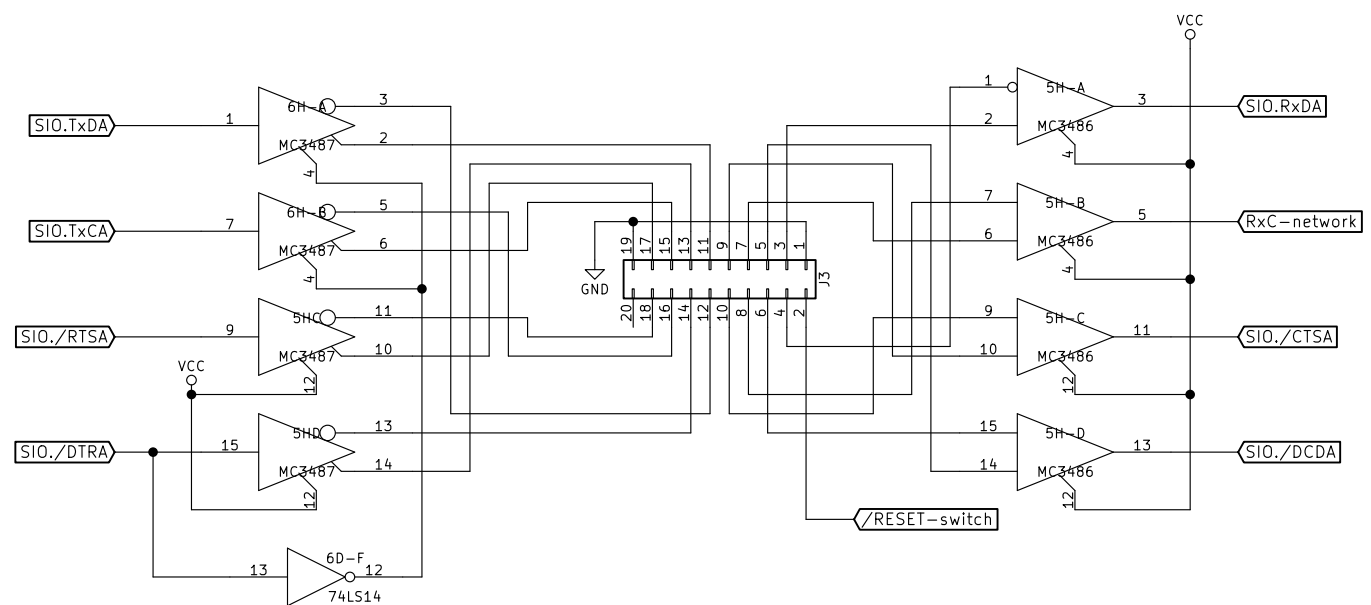 VCC
SIO.TxDA
1
6H-A
MC3487
3
2
4
1
2
5H-A
MC3486
4
3
SIO.RxDA
SIO.TxCA
7
6H-B
MC3487
5
6
4
7
6
5H-B
MC3486
4
5
RxC-network
19
17
15
13
11
9
7
5
3
1
GND
J3
20
18
16
14
12
10
8
6
4
2
SIO./RTSA
9
5HC
MC3487
11
10
12
9
10
5H-C
MC3486
12
11
SIO./CTSA
VCC
SIO./DTRA
15
5HD
MC3487
13
14
12
15
14
5H-D
MC3486
12
13
SIO./DCDA
/RESET-switch
13
6D-F
74LS14
12